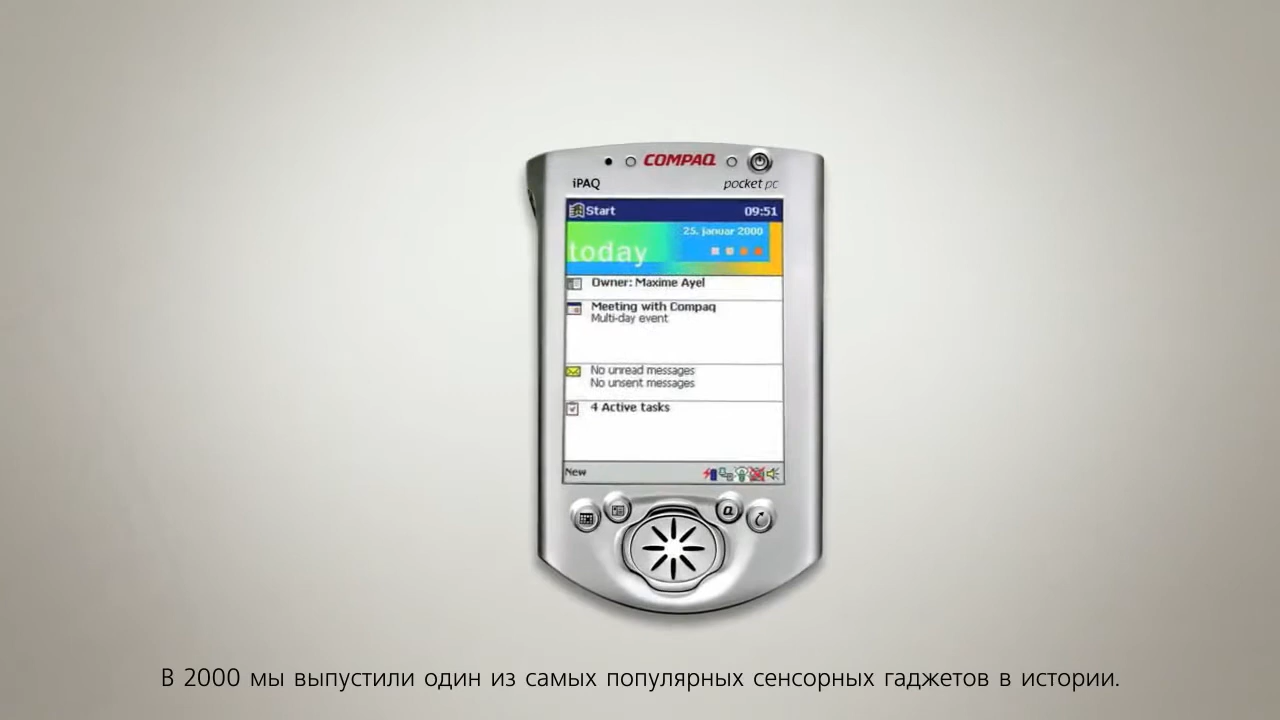 COMPAQ
iPAQ
pocket pc
Start
09:51
25. januar 2000
today
Owner: Maxime Ayel
Meeting with Compaq
Multi-day event
No unread messages
No unsent messages
4 Active tasks
New
В 2000 мы выпустили один из самых популярных сенсорных гаджетов в истории.